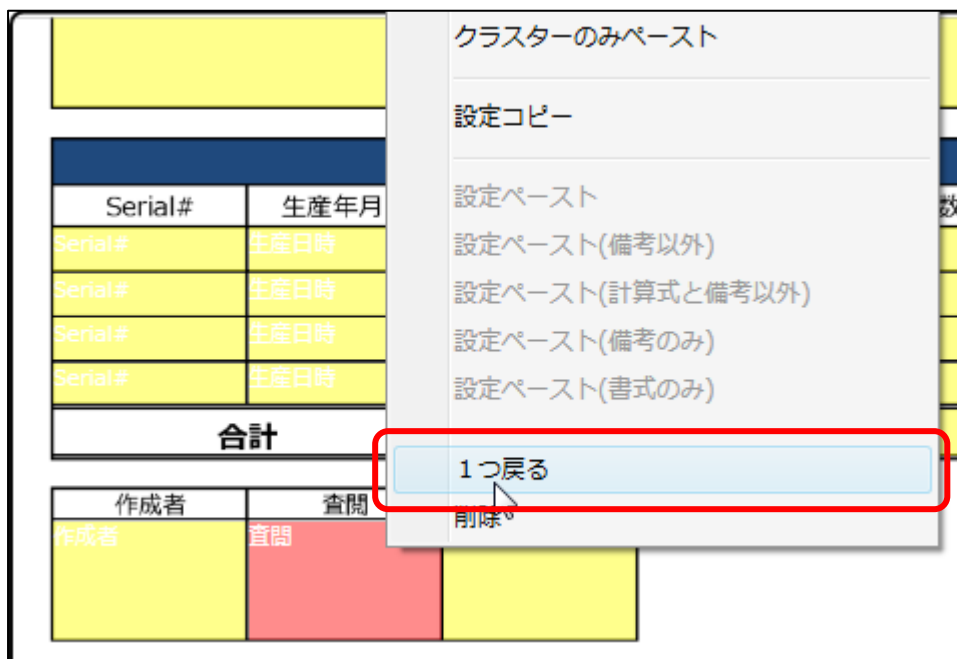 クラスターのみペースト
設定コピー
Serial# 生産年月 設定ペースト 数
Serial# 生産日時 設定ペースト(備考以外)
Serial# 生産日時 設定ペースト(計算式と備考以外)
Serial# 生産日時 設定ペースト(備考のみ)
Serial# 生産日時 設定ペースト(書式のみ)
合計
1つ戻る
作成者 査閲 削除
作成者 査閲